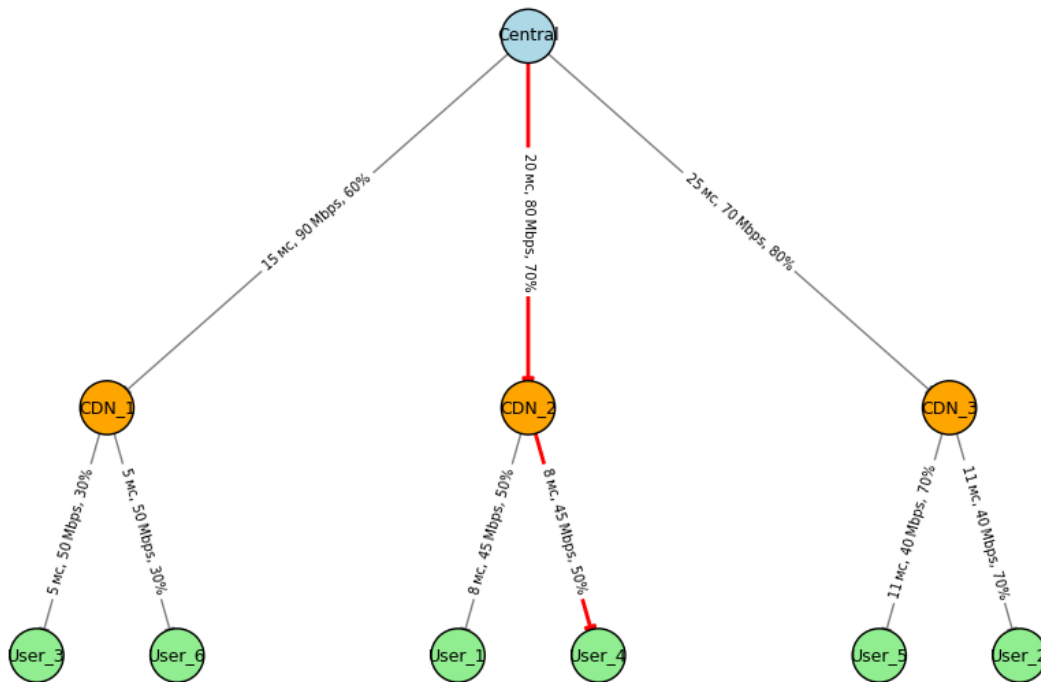 Central
15 мс, 90 Mbps, 60%
20 мс, 80 Mbps, 70%
25 мс, 70 Mbps, 80%
CDN_1
CDN_2
CDN_3
5 мс, 50 Mbps, 30%
5 мс, 50 Mbps, 30%
8 мс, 45 Mbps, 50%
8 мс, 45 Mbps, 50%
11 мс, 40 Mbps, 70%
11 мс, 40 Mbps, 70%
User_3
User_6
User_1
User_4
User_5
User_2